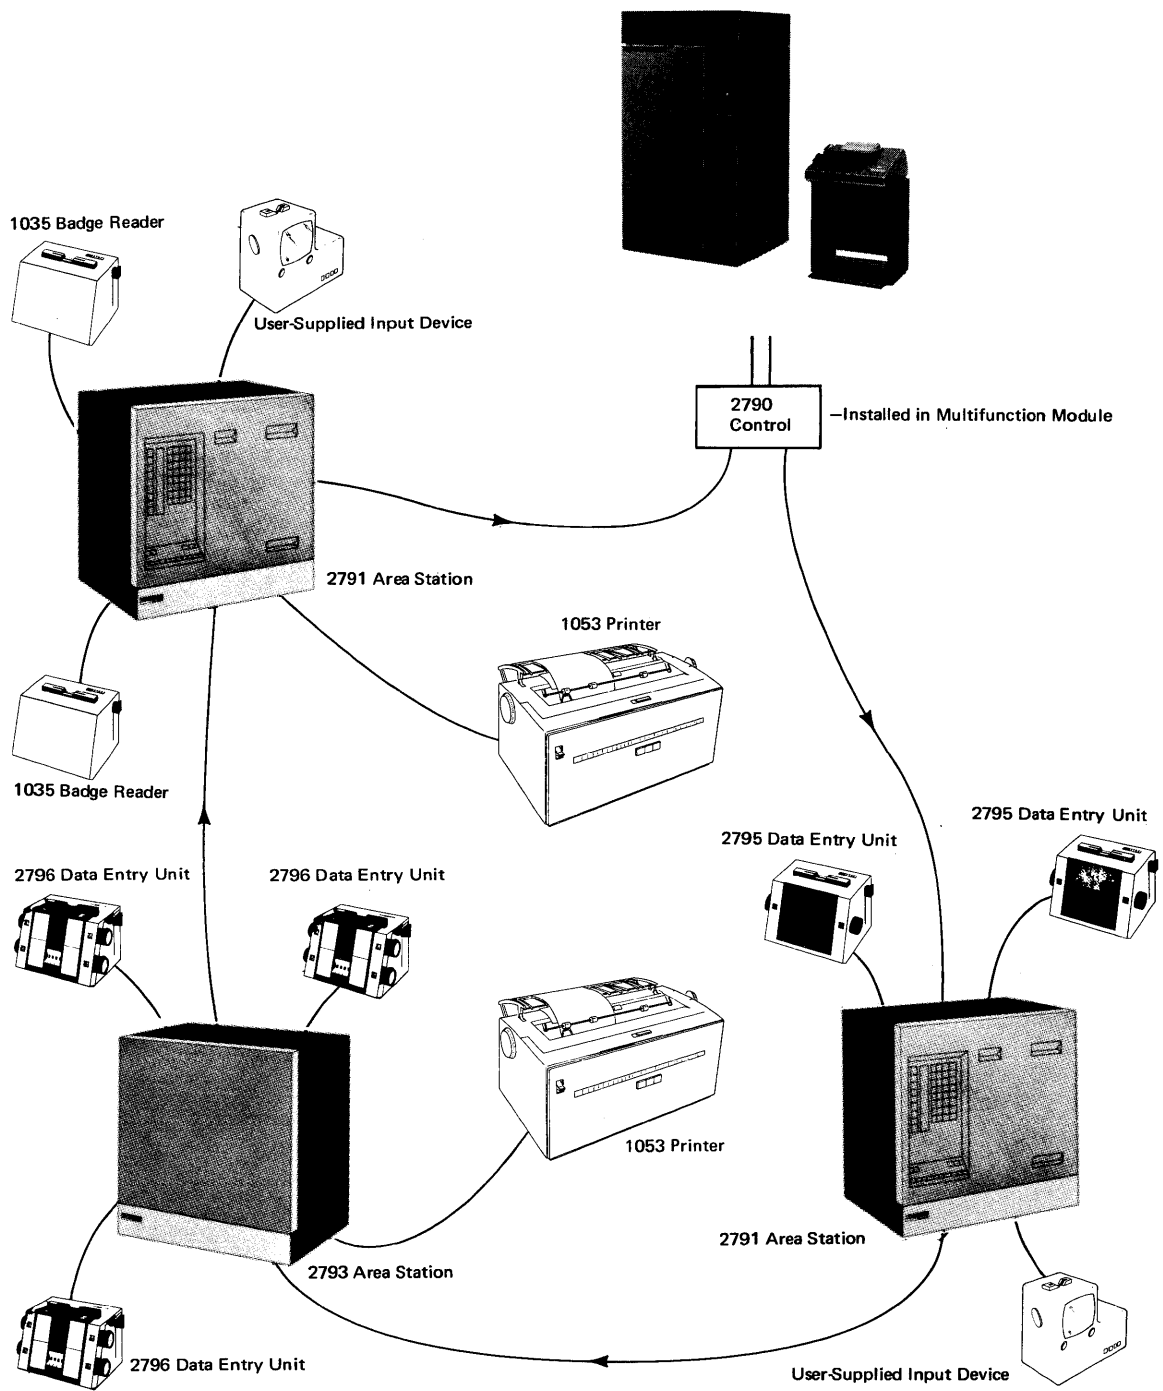 1035 Badge Reader
User-Supplied Input Device
2790
Control
—Installed in Multifunction Module
2791 Area Station
1053 Printer
1035 Badge Reader
2795 Data Entry Unit
2795 Data Entry Unit
2796 Data Entry Unit
2796 Data Entry Unit
1053 Printer
2791 Area Station
2793 Area Station
2796 Data Entry Unit
User-Supplied Input Device